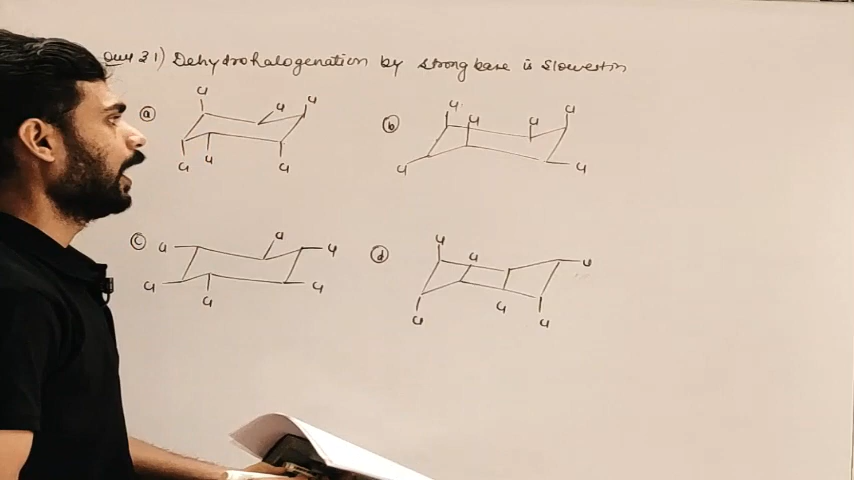 Que 31) Dehydrohalogenation by strong base is slowest in
(a)
Cl Cl Cl
Cl Cl Cl
(b)
Cl Cl Cl Cl
Cl Cl
(c)
Cl Cl Cl
Cl Cl Cl
(d)
Cl Cl Cl
Cl Cl Cl